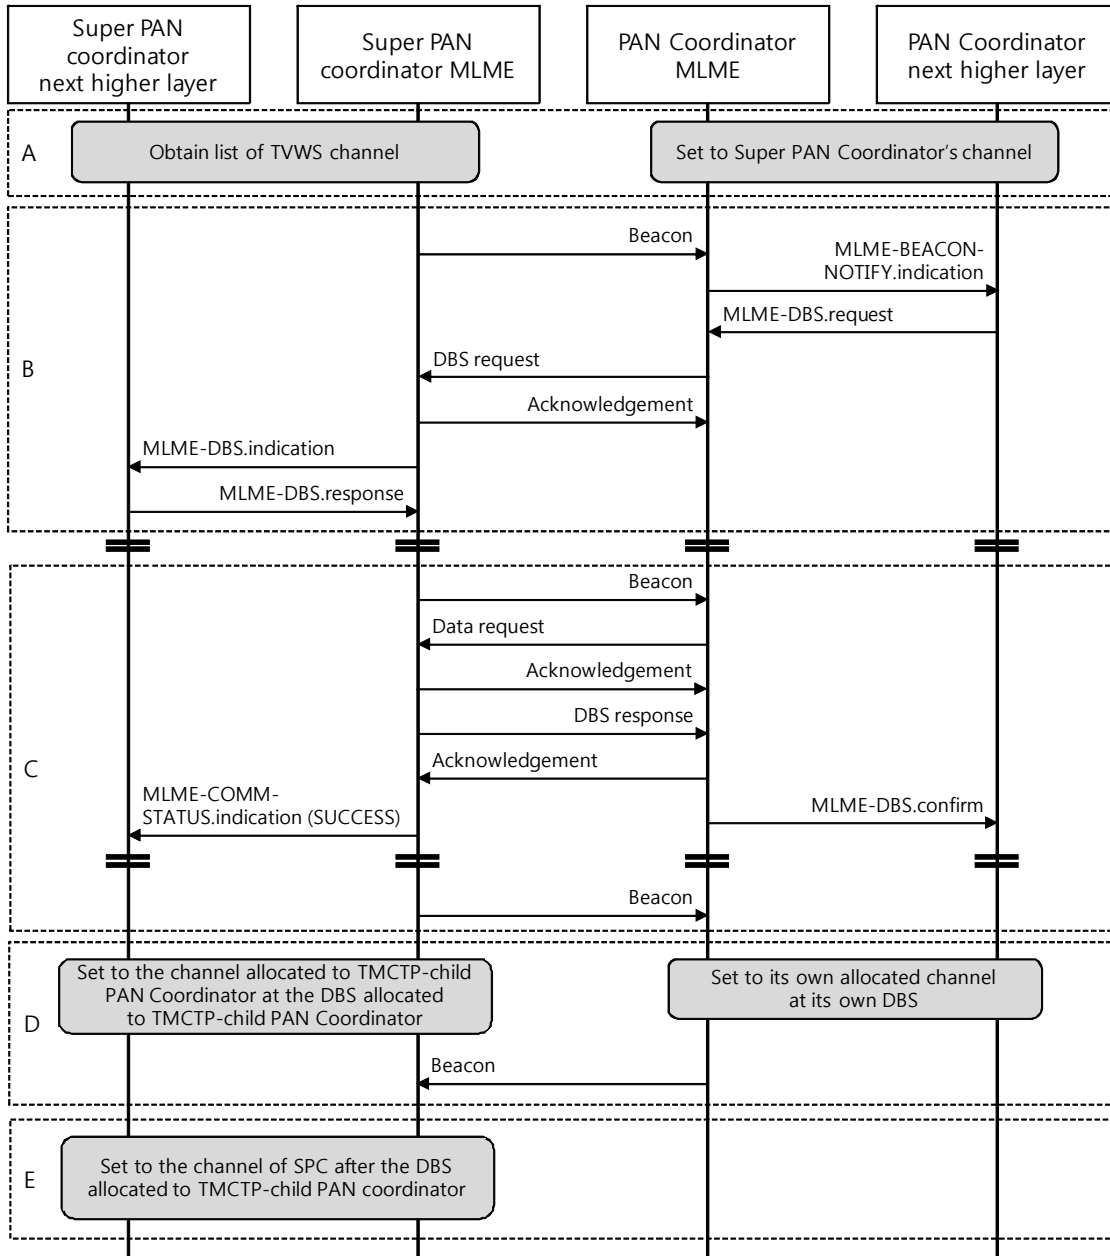 Super PAN
coordinator
next higher layer
Super PAN
coordinator MLME
PAN Coordinator
MLME
PAN Coordinator
next higher layer
A
Obtain list of TVWS channel
Set to Super PAN Coordinator's channel
B
Beacon
MLME-BEACON-
NOTIFY.indication
MLME-DBS.request
DBS request
Acknowledgement
MLME-DBS.indication
MLME-DBS.response
C
Beacon
Data request
Acknowledgement
DBS response
Acknowledgement
MLME-COMM-
STATUS.indication (SUCCESS)
MLME-DBS.confirm
Beacon
D
Set to the channel allocated to TMCTP-child
PAN Coordinator at the DBS allocated
to TMCTP-child PAN Coordinator
Set to its own allocated channel
at its own DBS
Beacon
E
Set to the channel of SPC after the DBS
allocated to TMCTP-child PAN coordinator